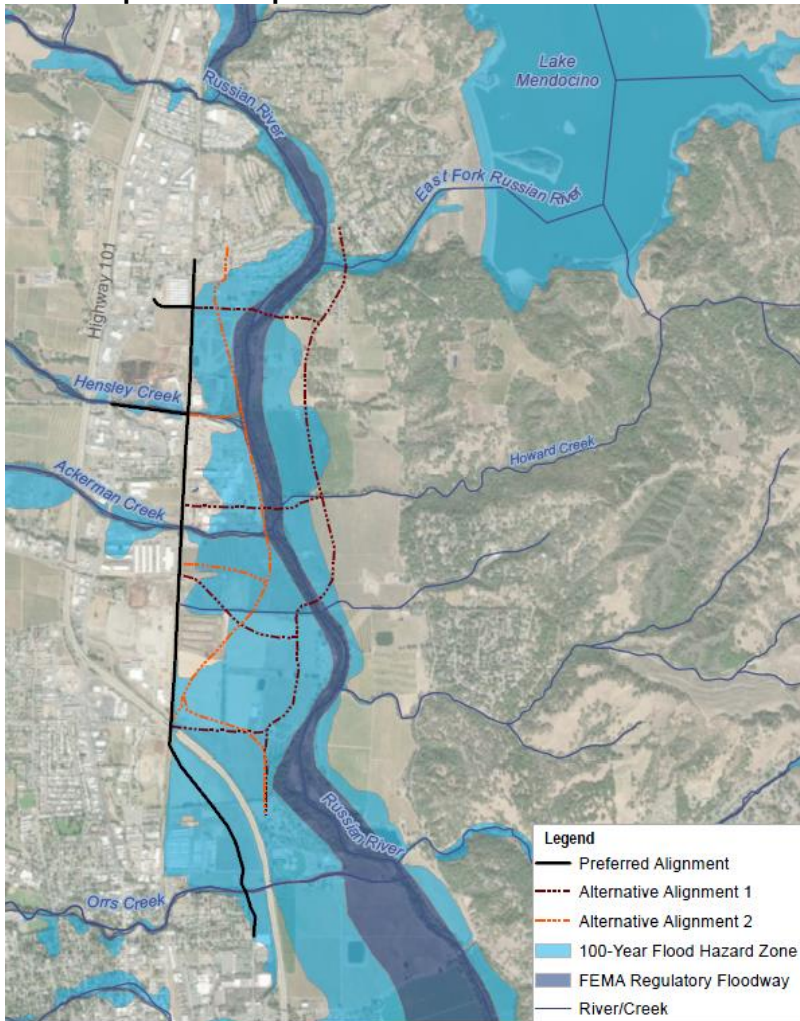 Lake
Mendocino
Russian River
East Fork Russian River
Highway 101
Hensley Creek
Howard Creek
Ackerman Creek
Russian River
Orrs Creek
Legend
Preferred Alignment
Alternative Alignment 1
Alternative Alignment 2
100-Year Flood Hazard Zone
FEMA Regulatory Floodway
River/Creek